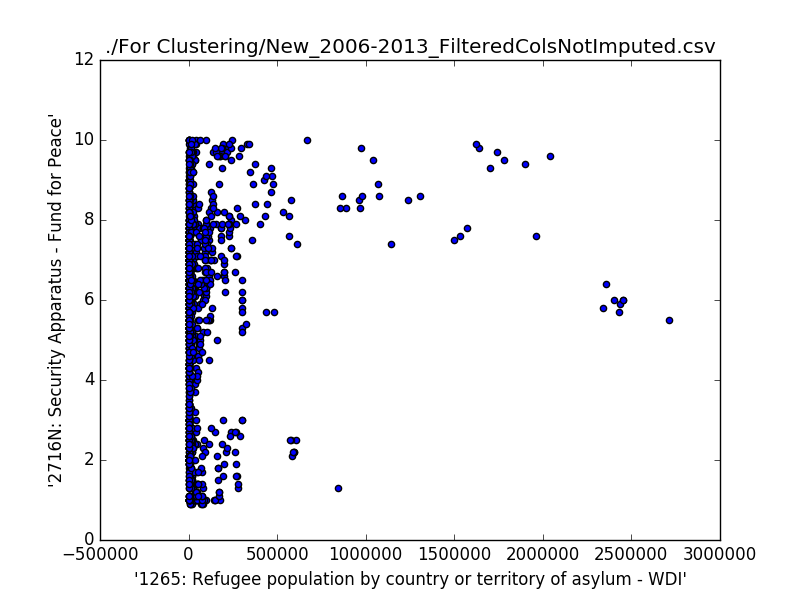 ./For Clustering/New_2006-2013_FilteredColsNotImputed.csv
12
10
8
6
4
2
0
'2716N: Security Apparatus - Fund for Peace'
−500000 0 500000 1000000 1500000 2000000 2500000 3000000
'1265: Refugee population by country or territory of asylum - WDI'